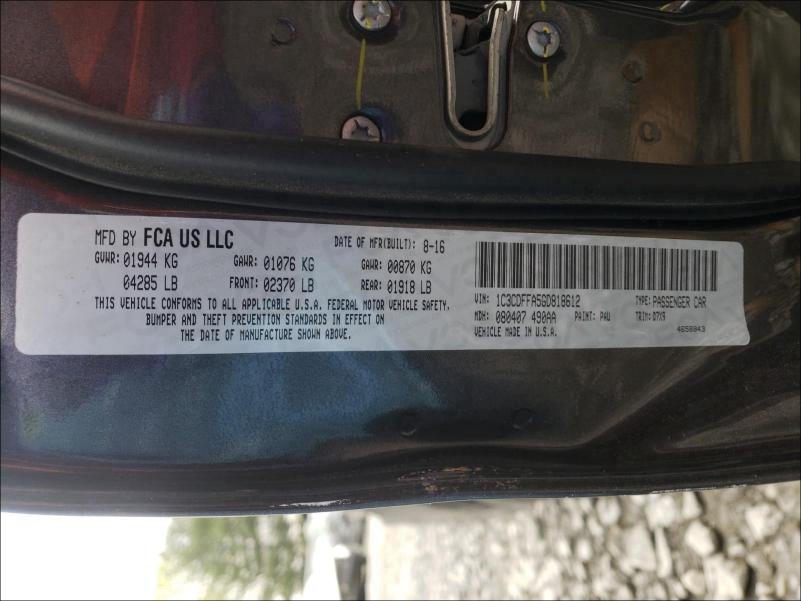 MFD BY FCA US LLC DATE OF MFR(BUILT): 8-16
GVWR: 01944 KG GAWR: 01076 KG GAWR: 00870 KG
04285 LB FRONT: 02370 LB REAR: 01918 LB
THIS VEHICLE CONFORMS TO ALL APPLICABLE U.S.A. FEDERAL MOTOR VEHICLE SAFETY,
BUMPER AND THEFT PREVENTION STANDARDS IN EFFECT ON
THE DATE OF MANUFACTURE SHOWN ABOVE.
VIN: 1C3CDFFA5GD818612 TYPE: PASSENGER CAR
MDH: 080407 490AA PAINT: PAU TRIM: D7X9
VEHICLE MADE IN U.S.A. 4658843